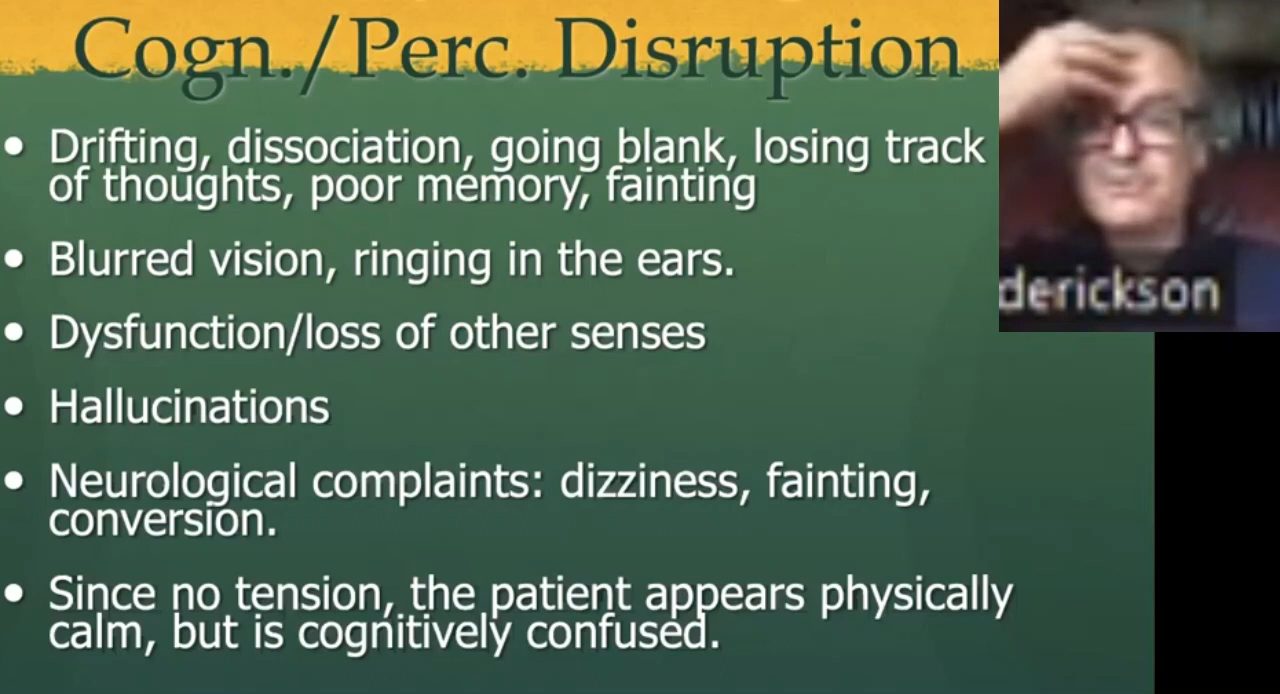 Cogn./Perc. Disruption
• Drifting, dissociation, going blank, losing track
of thoughts, poor memory, fainting
• Blurred vision, ringing in the ears.
• Dysfunction/loss of other senses
• Hallucinations
• Neurological complaints: dizziness, fainting,
conversion.
• Since no tension, the patient appears physically
calm, but is cognitively confused.
derickson